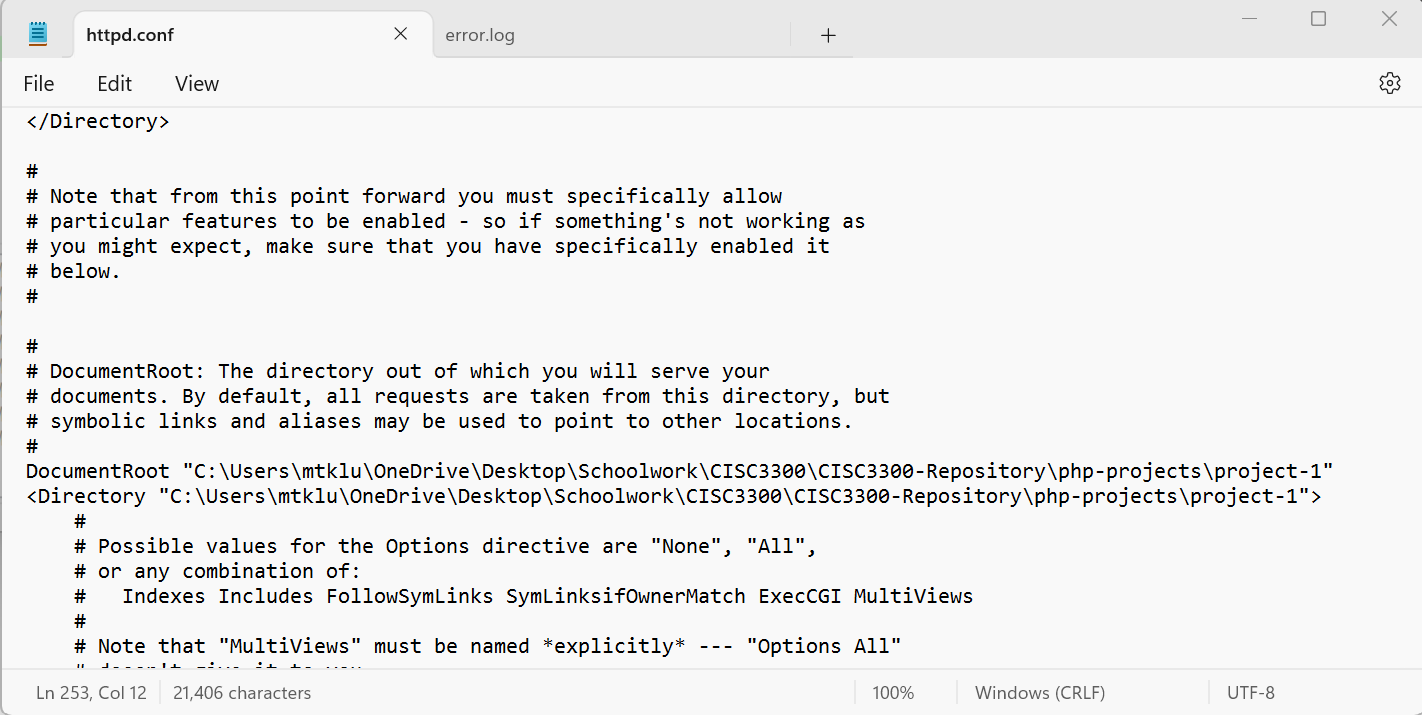 httpd.conf
error.log
File Edit View
</Directory>
#
# Note that from this point forward you must specifically allow
# particular features to be enabled - so if something's not working as
# you might expect, make sure that you have specifically enabled it
# below.
#
#
# DocumentRoot: The directory out of which you will serve your
# documents. By default, all requests are taken from this directory, but
# symbolic links and aliases may be used to point to other locations.
#
DocumentRoot "C:\Users\mtklu\OneDrive\Desktop\Schoolwork\CISC3300\CISC3300-Repository\php-projects\project-1"
<Directory "C:\Users\mtklu\OneDrive\Desktop\Schoolwork\CISC3300\CISC3300-Repository\php-projects\project-1">
    #
    # Possible values for the Options directive are "None", "All",
    # or any combination of:
    #   Indexes Includes FollowSymLinks SymLinksifOwnerMatch ExecCGI MultiViews
    #
    # Note that "MultiViews" must be named *explicitly* --- "Options All"
    # doesn't give it to you
Ln 253, Col 12 21,406 characters 100% Windows (CRLF) UTF-8